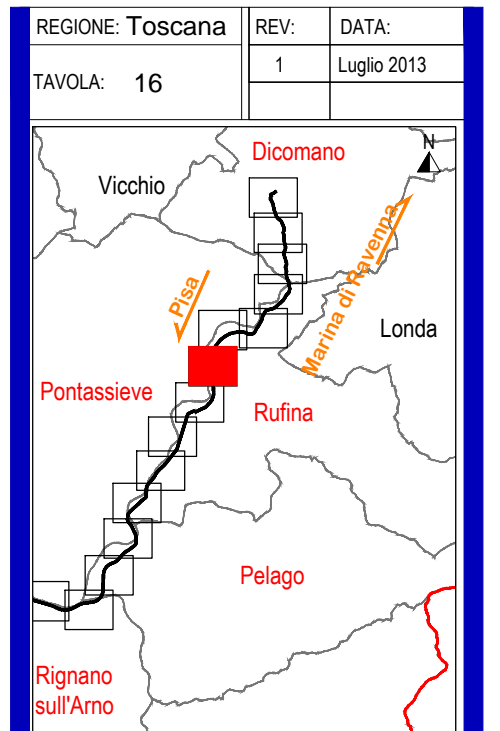 REGIONE: Toscana
REV:
DATA:
TAVOLA: 16
1
Luglio 2013
N
Dicomano
Vicchio
Marina di Ravenna
Pisa
Londa
Pontassieve
Rufina
Pelago
Rignano
sull'Arno